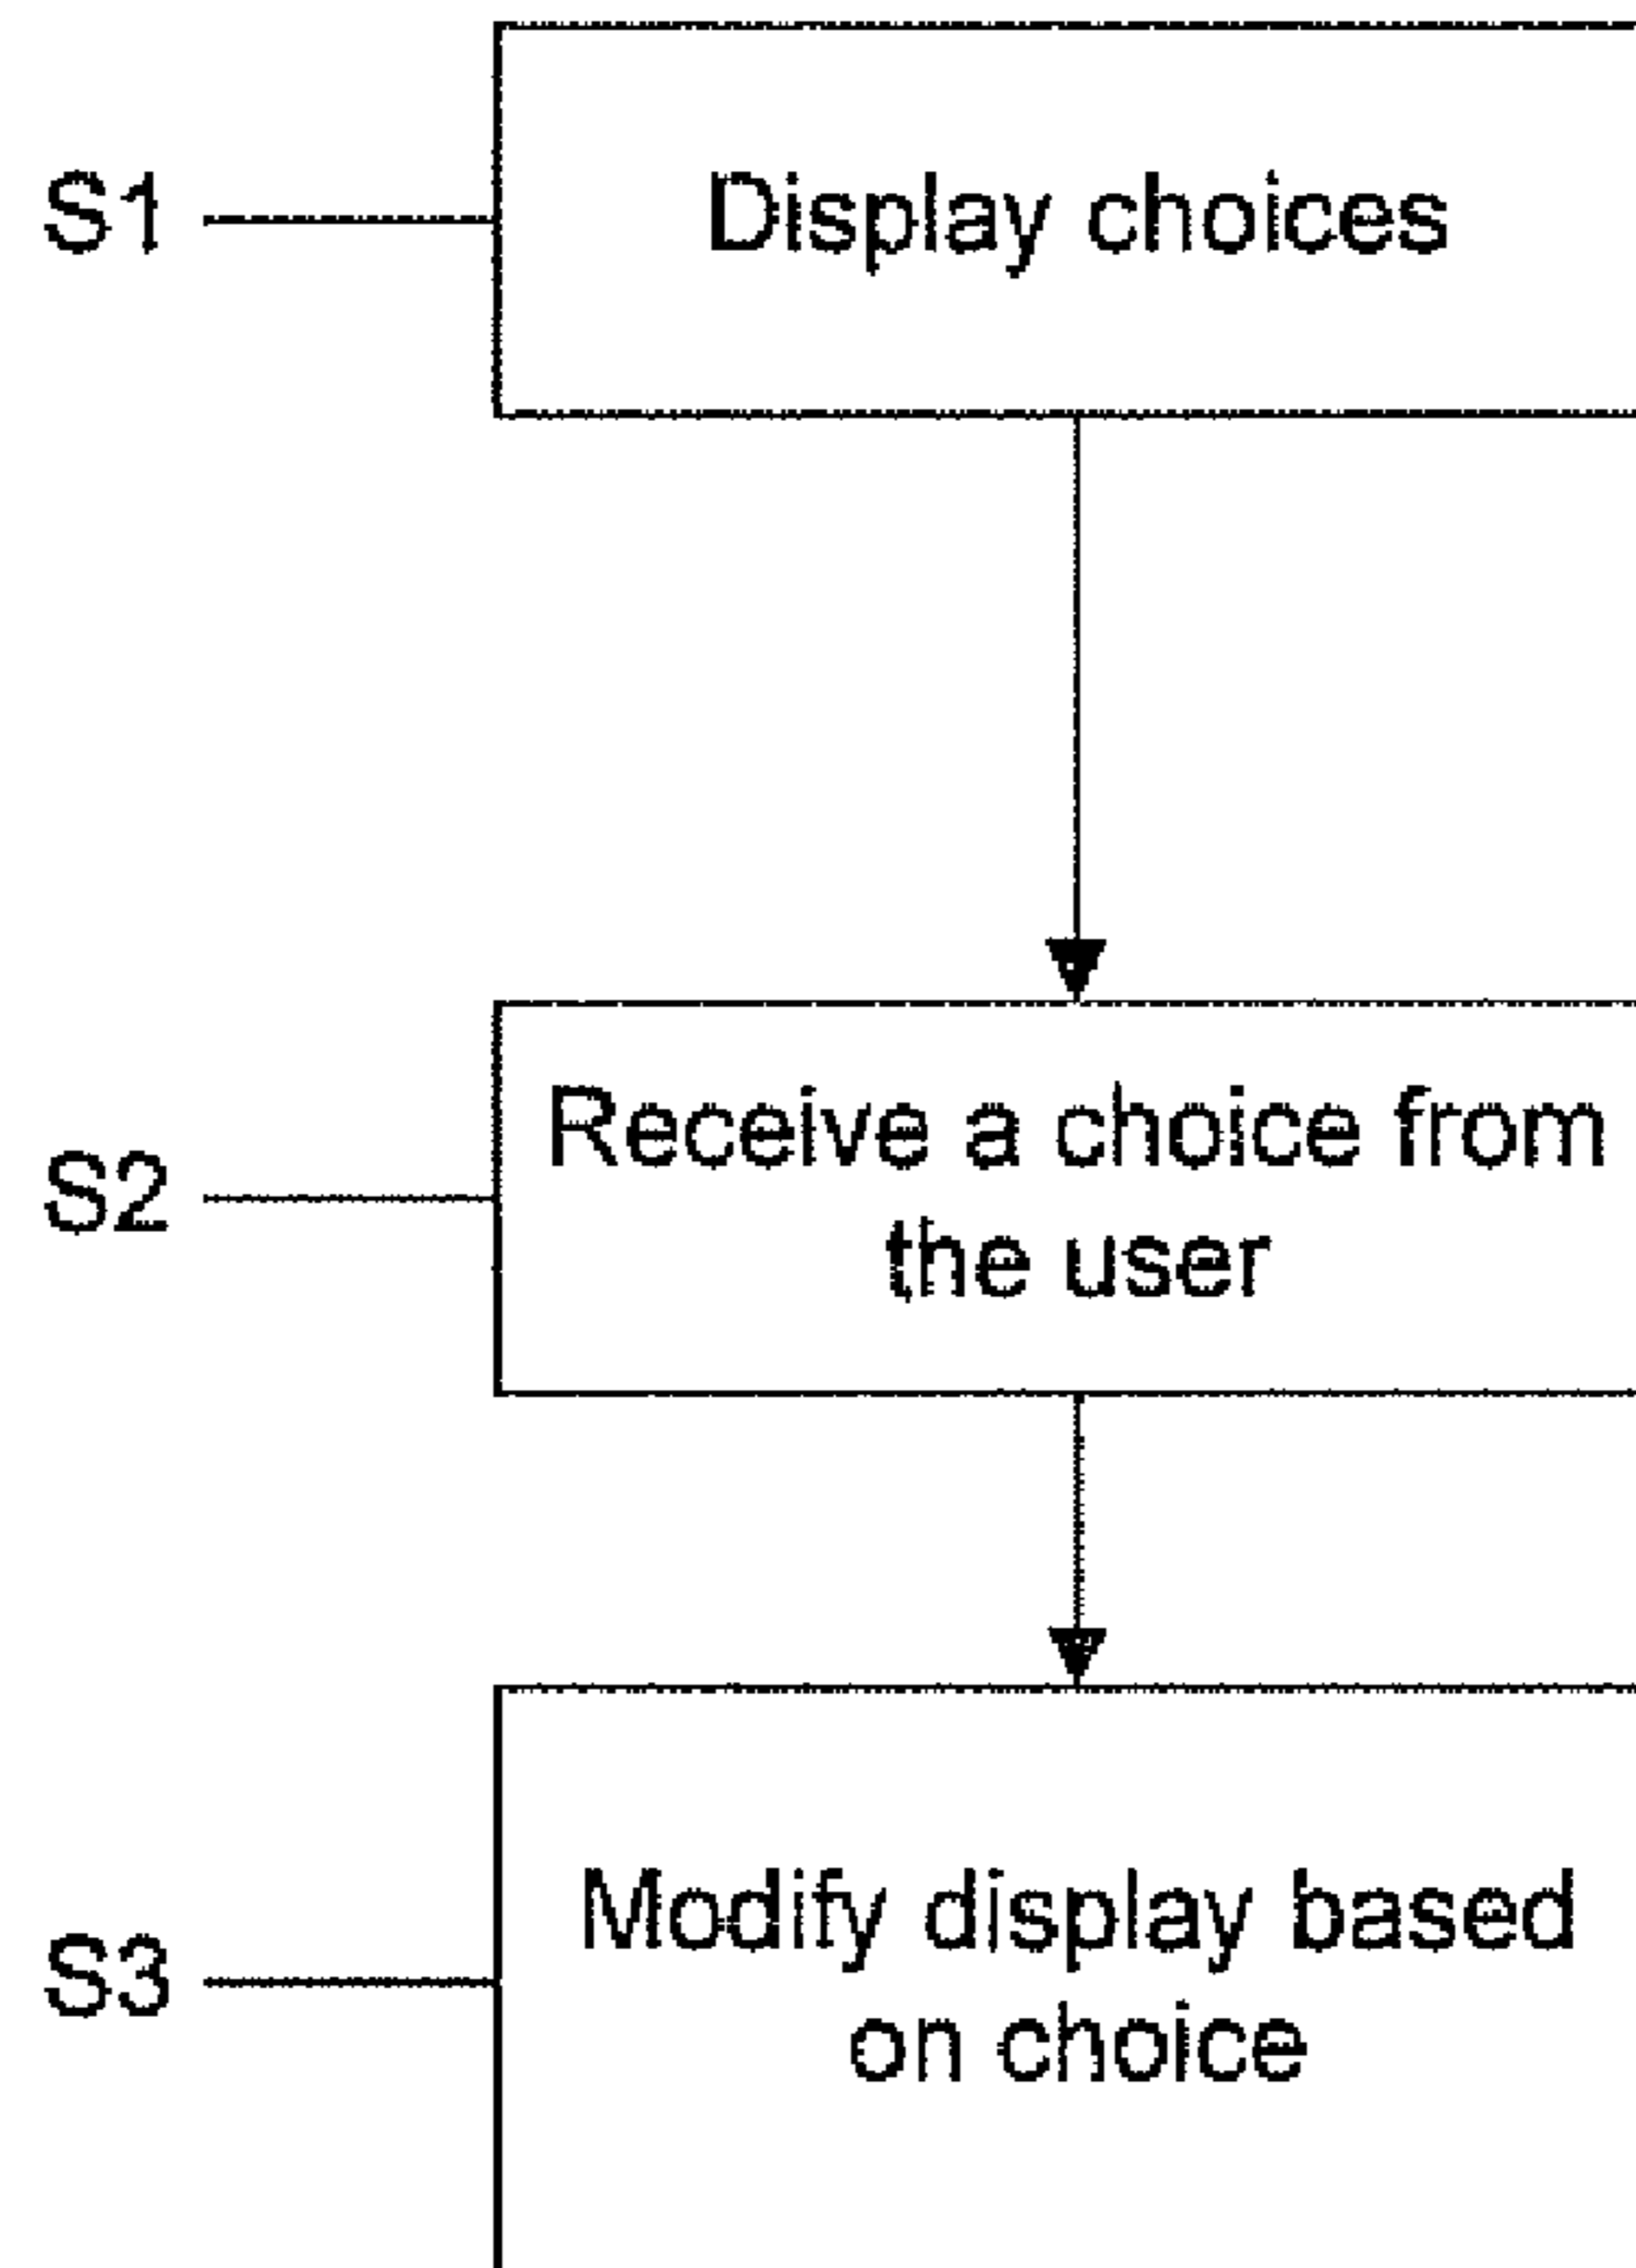 S1
Display choices
S2
Receive a choice from
the user
S3
Modify display based
on choice